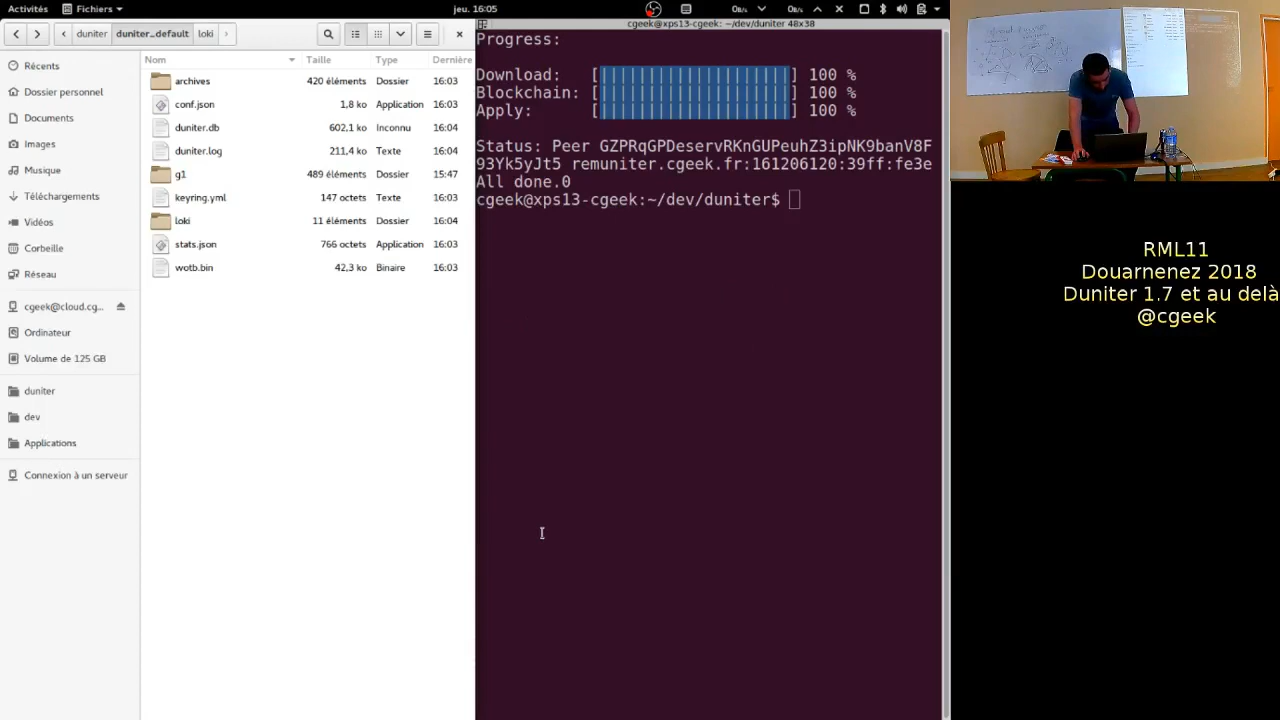 Activités Fichiers jeu. 16:05 0b/s 0b/s
duniter duniter_default loki
cgeek@xps13-cgeek: ~/dev/duniter 48x38
Récents
Dossier personnel
Documents
Images
Musique
Téléchargements
Vidéos
Corbeille
Réseau
cgeek@cloud.cg...
Ordinateur
Volume de 125 GB
duniter
dev
Applications
Connexion à un serveur
Nom Taille Type Dernière
archives 420 éléments Dossier 16:03
conf.json 1,8 ko Application 16:03
duniter.db 602,1 ko Inconnu 16:04
duniter.log 211,4 ko Texte 16:04
g1 489 éléments Dossier 15:47
keyring.yml 147 octets Texte 16:03
loki 11 éléments Dossier 16:04
stats.json 766 octets Application 16:03
wotb.bin 42,3 ko Binaire 16:03
Progress:
Download: [||||||||||||||||||||] 100 %
Blockchain: [||||||||||||||||||||] 100 %
Apply: [||||||||||||||||||||] 100 %
Status: Peer GZPRqGPDeservRKnGUPeuhZ3ipNK9banV8F
93Yk5yJt5 remuniter.cgeek.fr:161206120:39ff:fe3e
All done.0
cgeek@xps13-cgeek:~/dev/duniter$
RML11
Douarnenez 2018
Duniter 1.7 et au delà
@cgeek